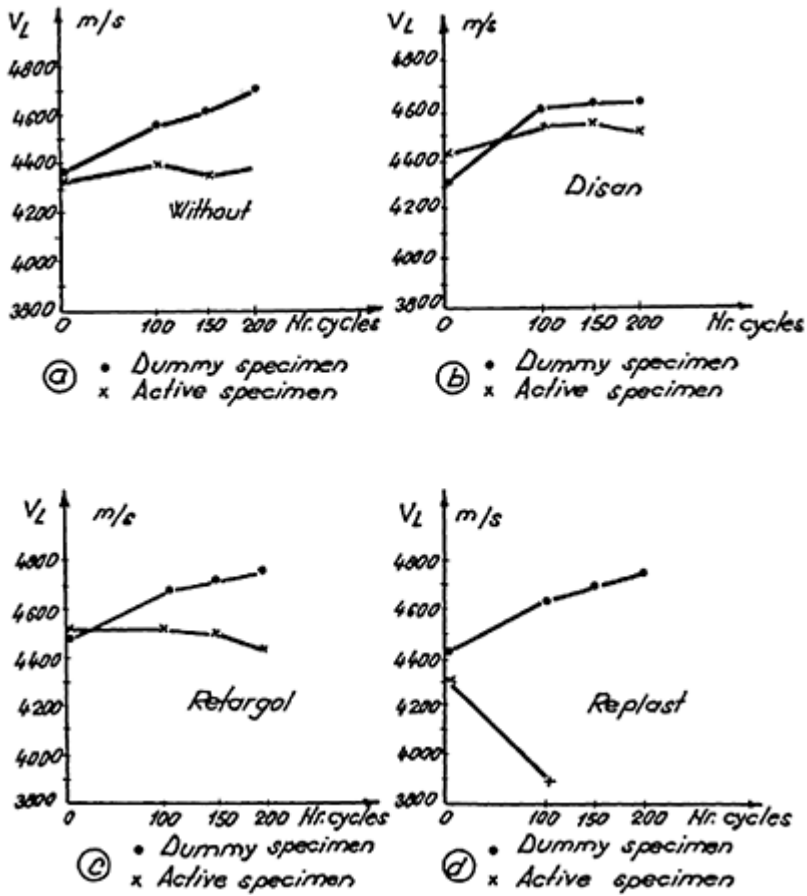 V_L m/s
4800
4600
4400
4200
4000
3800
Without
0 100 150 200 Nr. cycles
a • Dummy specimen
x Active specimen
V_L m/s
4800
4600
4400
4200
4000
3800
Disan
0 100 150 200 Nr. cycles
b • Dummy specimen
x Active specimen
V_L m/s
4800
4600
4400
4200
4000
3800
Retargol
0 100 150 200 Nr. cycles
c • Dummy specimen
x Active specimen
V_L m/s
4800
4600
4400
4200
4000
3800
Replast
0 100 150 200 Nr. cycles
d • Dummy specimen
x Active specimen